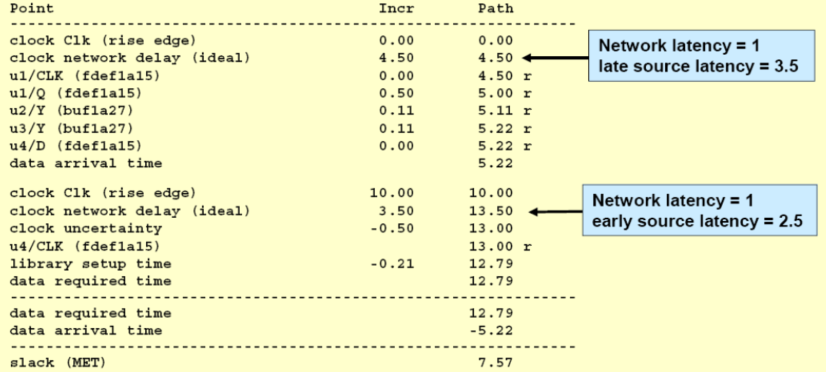 Point Incr Path
------------------------------------------------------------
clock Clk (rise edge) 0.00 0.00
clock network delay (ideal) 4.50 4.50
u1/CLK (fdef1a15) 0.00 4.50 r
u1/Q (fdef1a15) 0.50 5.00 r
u2/Y (buf1a27) 0.11 5.11 r
u3/Y (buf1a27) 0.11 5.22 r
u4/D (fdef1a15) 0.00 5.22 r
data arrival time 5.22
Network latency = 1
late source latency = 3.5
clock Clk (rise edge) 10.00 10.00
clock network delay (ideal) 3.50 13.50
clock uncertainty -0.50 13.00
u4/CLK (fdef1a15) 13.00 r
library setup time -0.21 12.79
data required time 12.79
Network latency = 1
early source latency = 2.5
------------------------------------------------------------
data required time 12.79
data arrival time -5.22
------------------------------------------------------------
slack (MET) 7.57